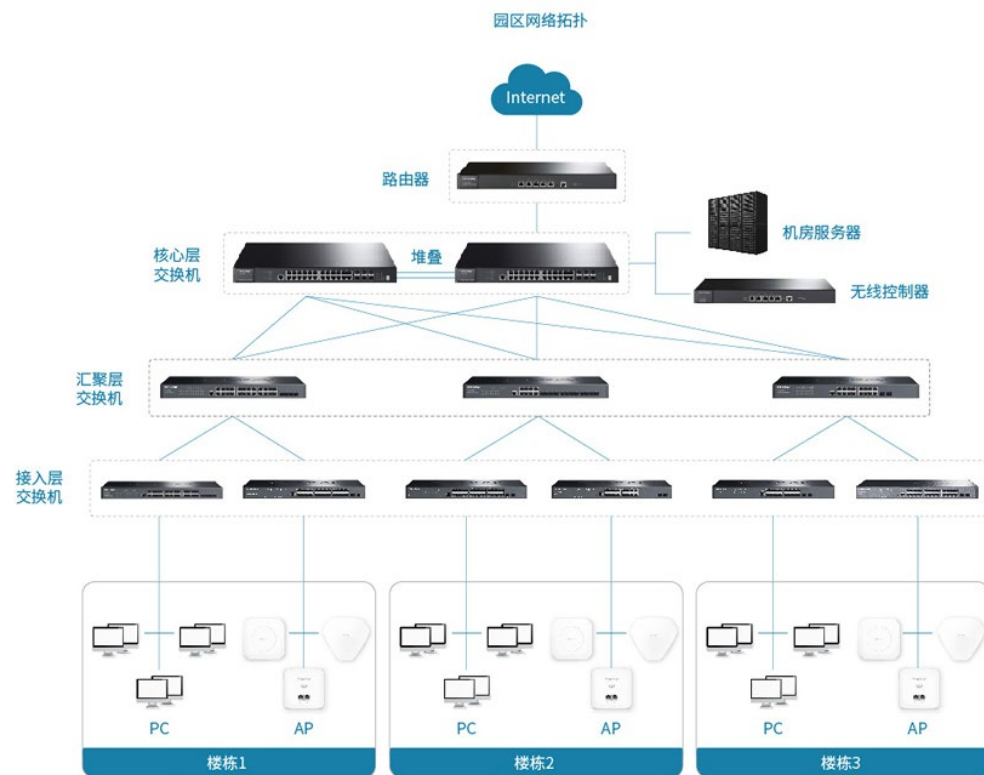 园区网络拓扑
Internet
路由器
核心层
交换机
堆叠
机房服务器
无线控制器
汇聚层
交换机
接入层
交换机
PC
AP
PC
AP
PC
AP
楼栋1
楼栋2
楼栋3